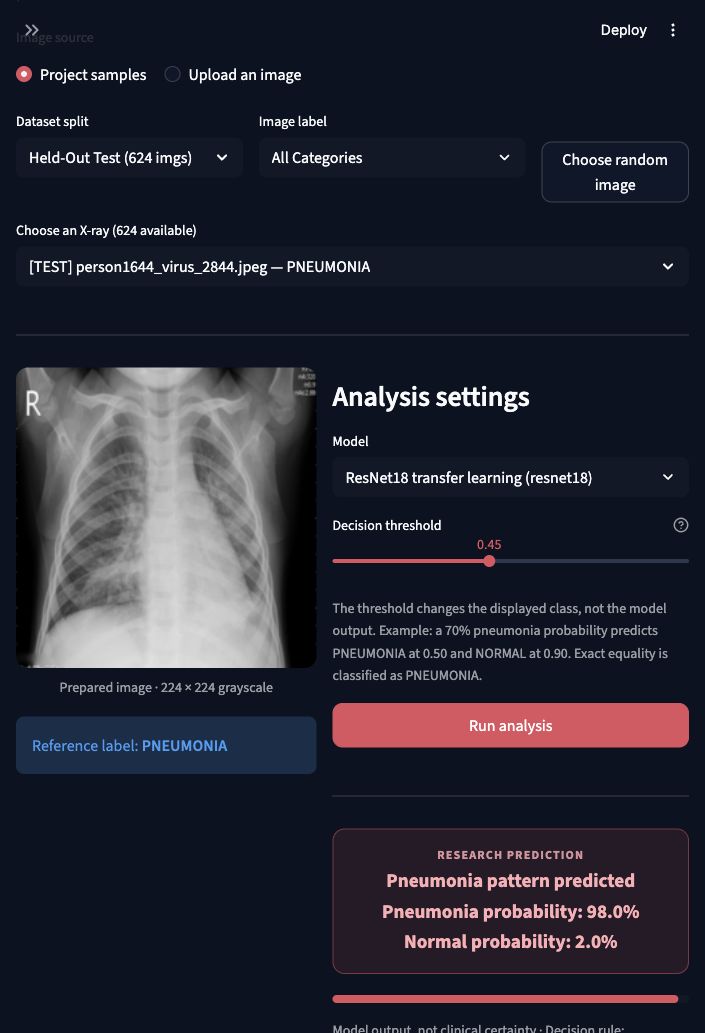 Image source
Deploy
Project samples
Upload an image
Dataset split
Image label
Held-Out Test (624 imgs)
All Categories
Choose random
image
Choose an X-ray (624 available)
[TEST] person1644_virus_2844.jpeg — PNEUMONIA
R
Prepared image · 224 × 224 grayscale
Reference label: PNEUMONIA
Analysis settings
Model
ResNet18 transfer learning (resnet18)
Decision threshold
0.45
The threshold changes the displayed class, not the model
output. Example: a 70% pneumonia probability predicts
PNEUMONIA at 0.50 and NORMAL at 0.90. Exact equality is
classified as PNEUMONIA.
Run analysis
RESEARCH PREDICTION
Pneumonia pattern predicted
Pneumonia probability: 98.0%
Normal probability: 2.0%
Model output, not clinical certainty · Decision rule: